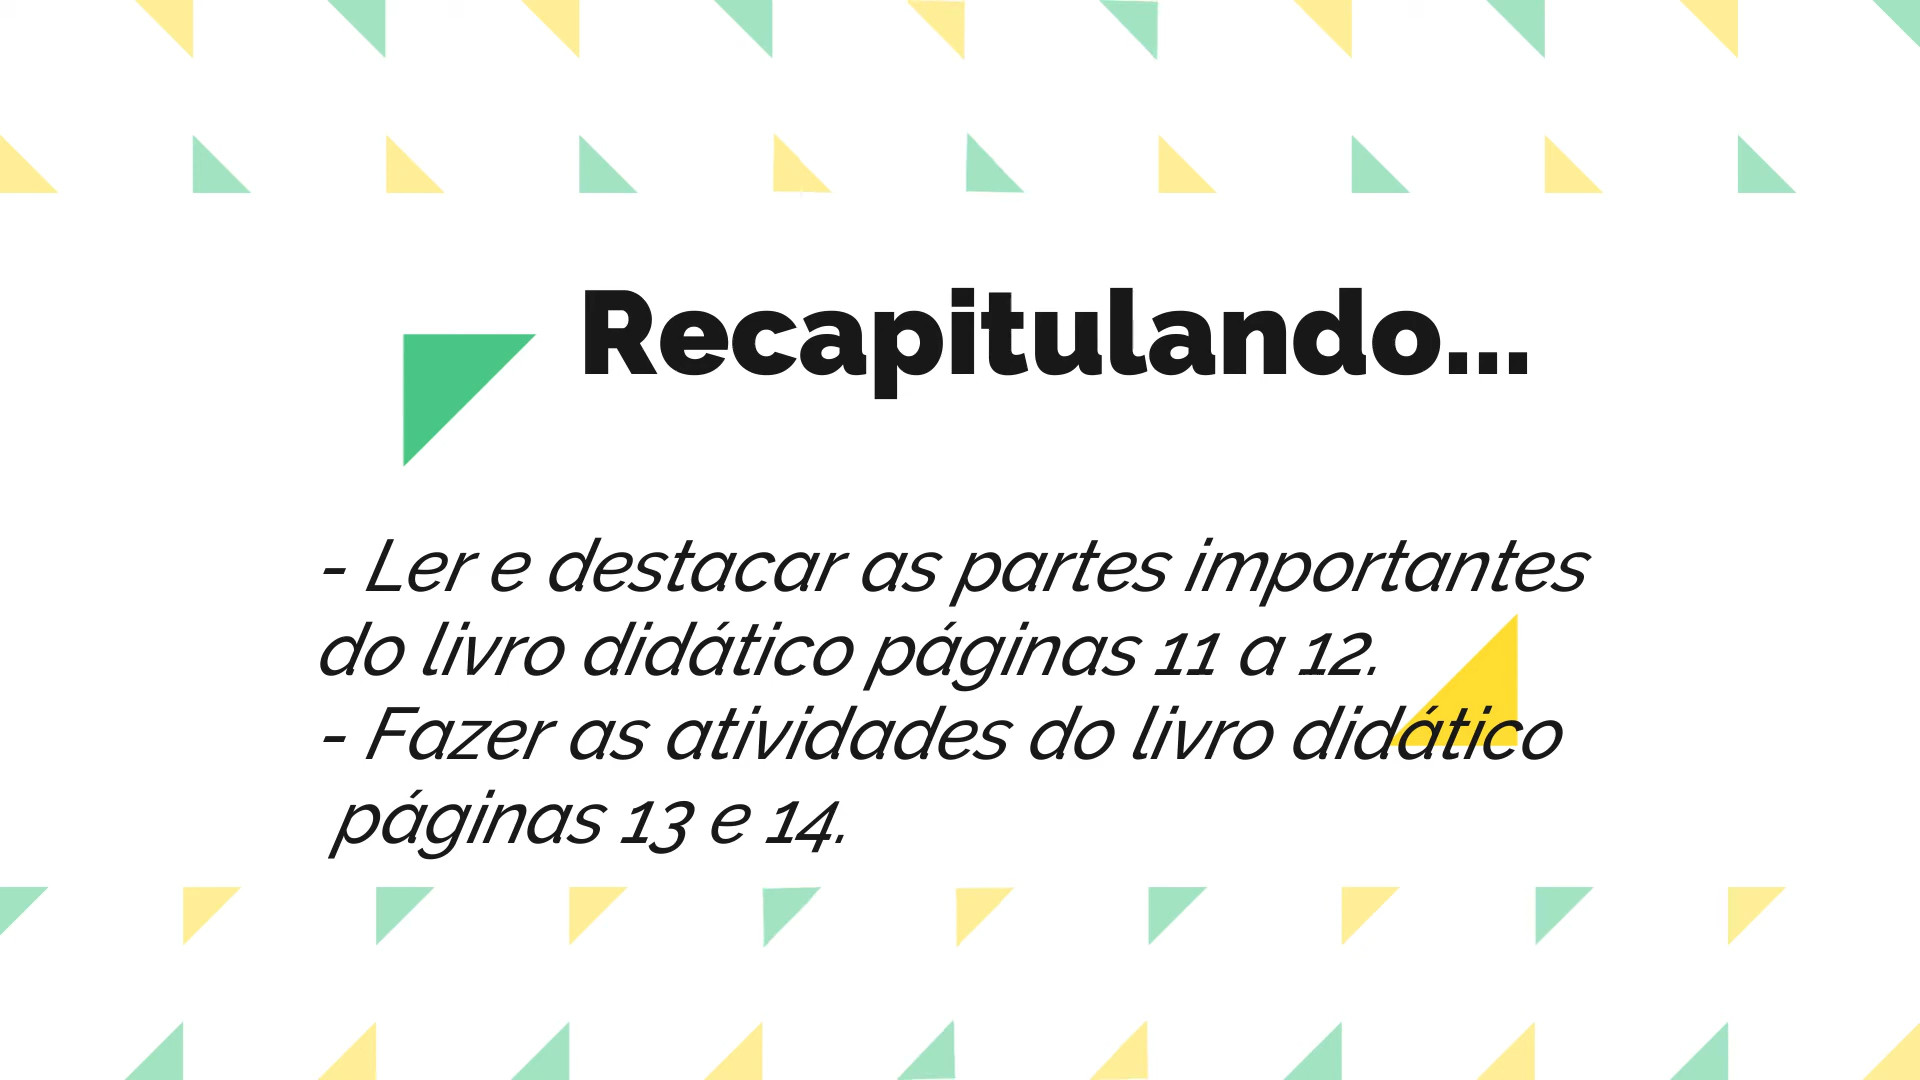 Recapitulando...
- Ler e destacar as partes importantes
do livro didático páginas 11 a 12.
- Fazer as atividades do livro didático
páginas 13 e 14.